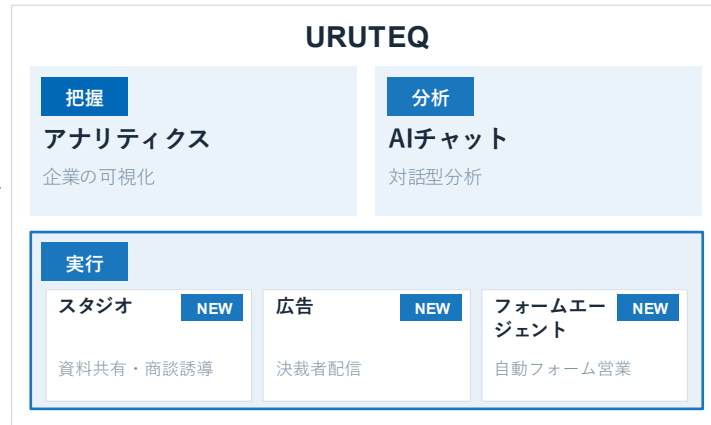 URUTEQ
把握
アナリティクス
企業の可視化
分析
AIチャット
対話型分析
実行
スタジオ
NEW
資料共有・商談誘導
広告
NEW
決裁者配信
フォームエー
ジェント
NEW
自動フォーム営業